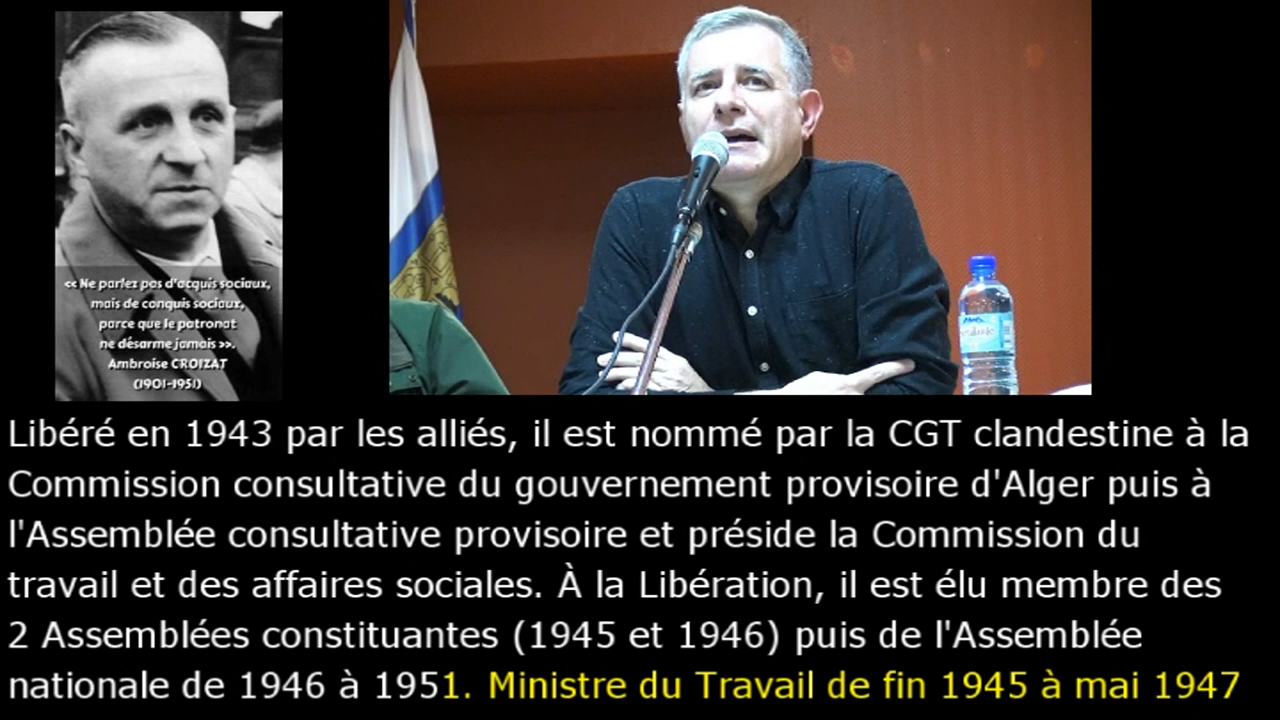 << Ne parlez pas d'acquis sociaux,
mais de conquis sociaux,
parce que le patronat
ne désarme jamais >>.
Ambroise CROIZAT
(1901-1951)
Libéré en 1943 par les alliés, il est nommé par la CGT clandestine à la
Commission consultative du gouvernement provisoire d'Alger puis à
l'Assemblée consultative provisoire et préside la Commission du
travail et des affaires sociales. À la Libération, il est élu membre des
2 Assemblées constituantes (1945 et 1946) puis de l'Assemblée
nationale de 1946 à 1951. Ministre du Travail de fin 1945 à mai 1947